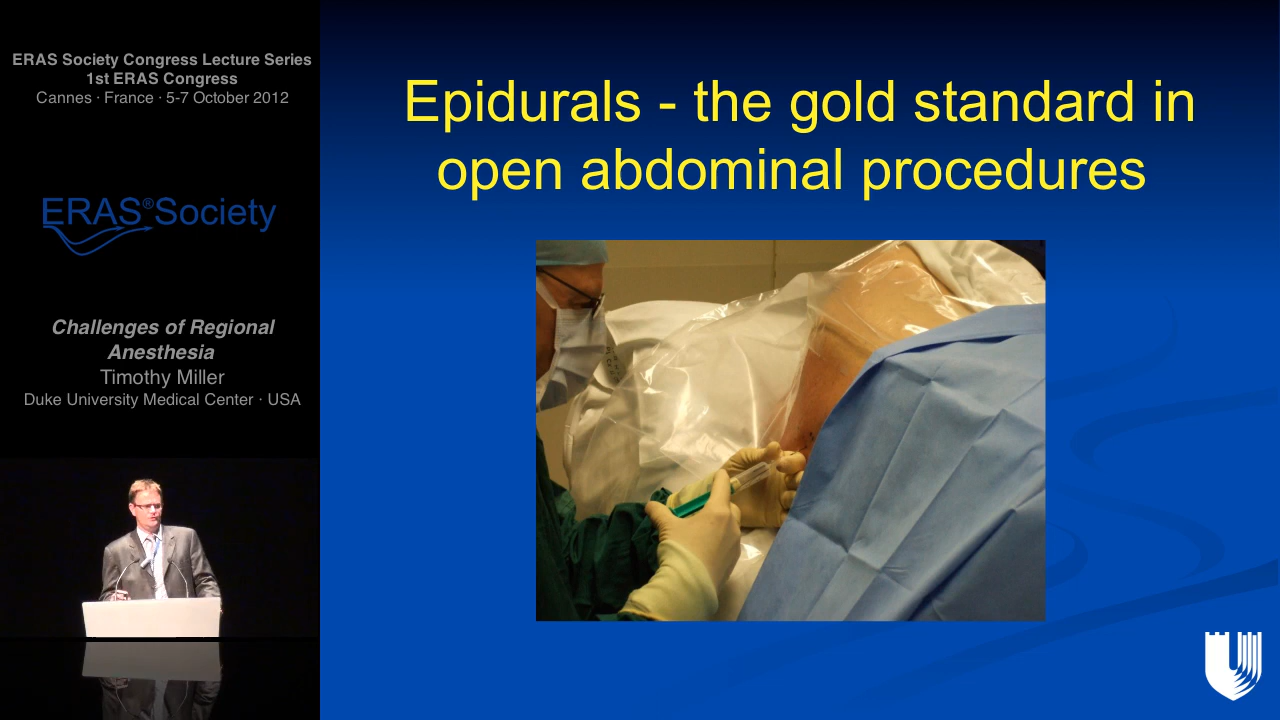 ERAS Society Congress Lecture Series
1st ERAS Congress
Cannes · France · 5-7 October 2012
ERAS®Society
Challenges of Regional
Anesthesia
Timothy Miller
Duke University Medical Center · USA
Epidurals - the gold standard in
open abdominal procedures